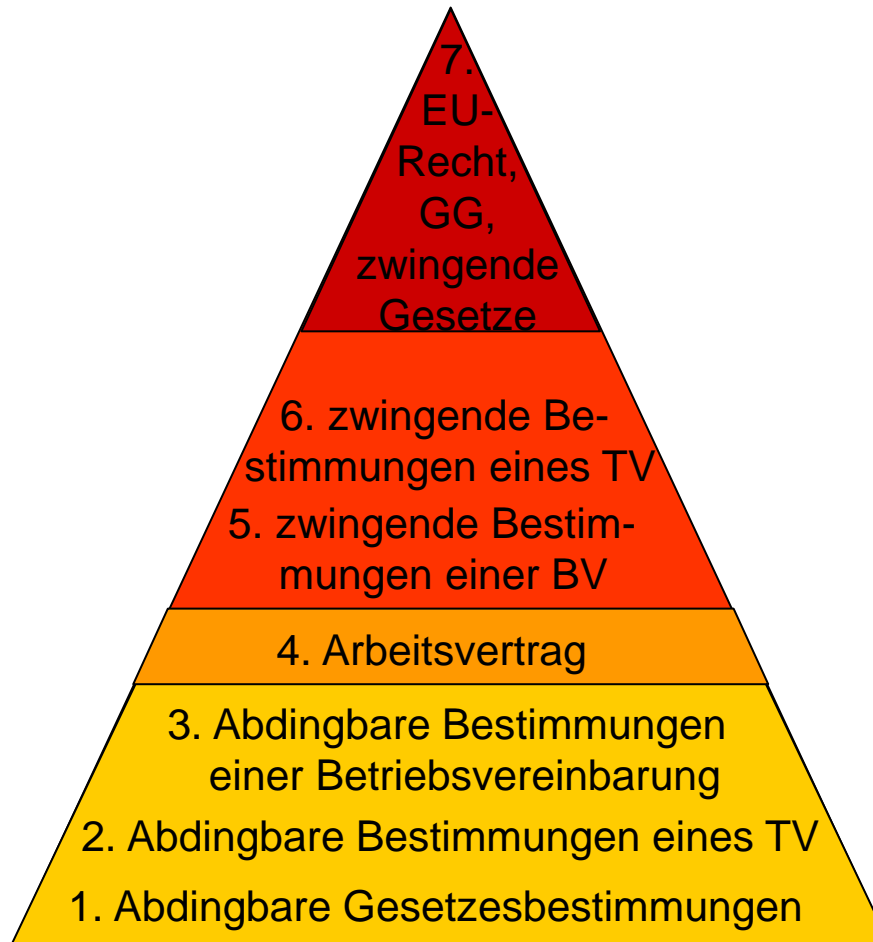 7.
EU-
Recht,
GG,
zwingende
Gesetze
6. zwingende Be-
stimmungen eines TV
5. zwingende Bestim-
mungen einer BV
4. Arbeitsvertrag
3. Abdingbare Bestimmungen
einer Betriebsvereinbarung
2. Abdingbare Bestimmungen eines TV
1. Abdingbare Gesetzesbestimmungen